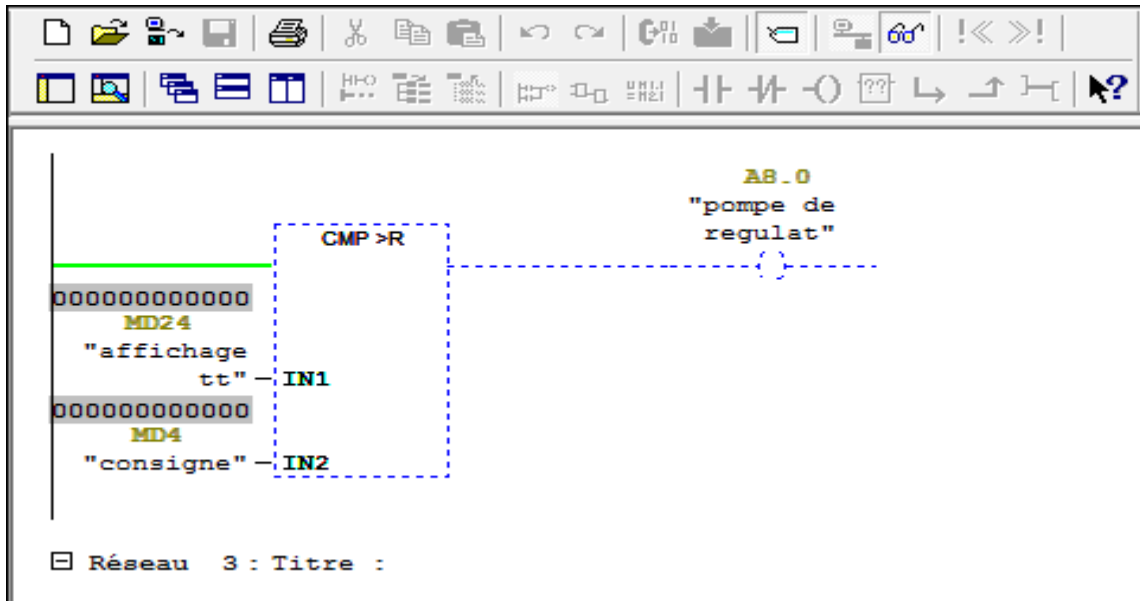 A8.0
"pompe de
regulat"
CMP >R
000000000000
MD24
"affichage
tt"
IN1
000000000000
MD4
"consigne"
IN2
Réseau 3 : Titre :